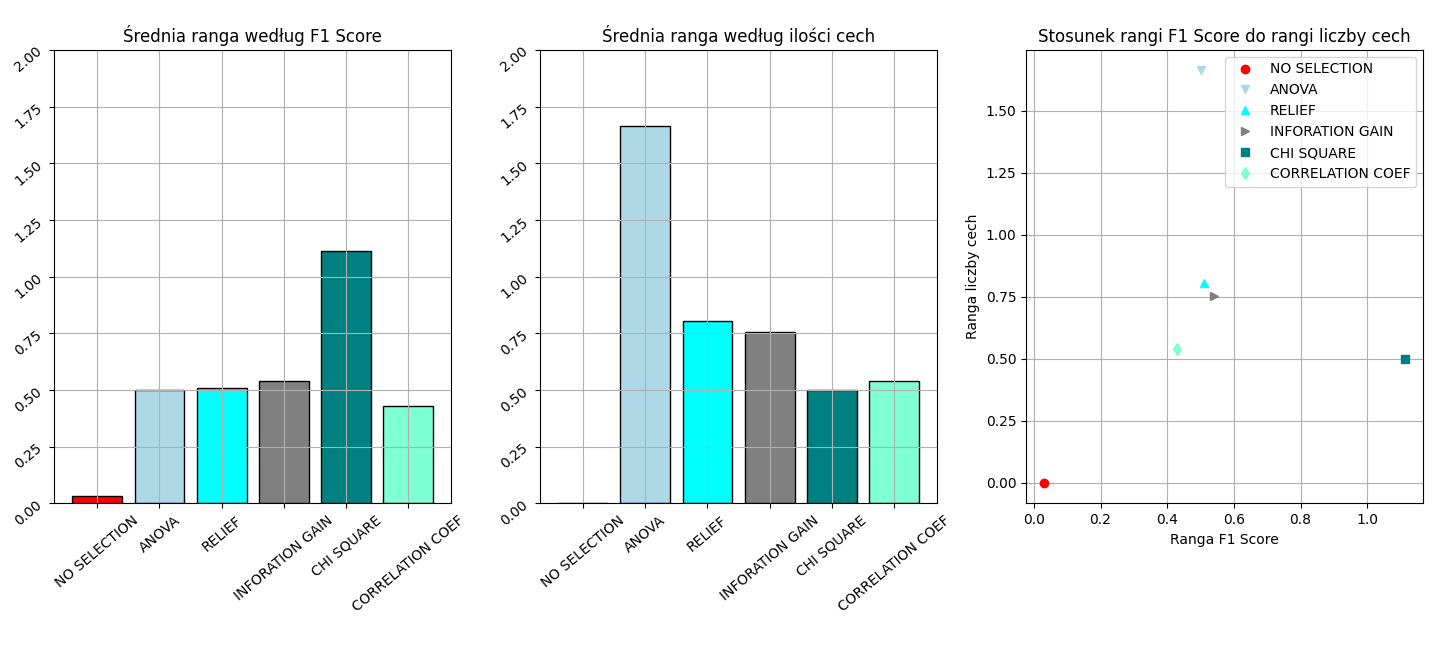 Średnia ranga według F1 Score
2.00
1.75
1.50
1.25
1.00
0.75
0.50
0.25
0.00
NO SELECTION
ANOVA
RELIEF
INFORATION GAIN
CHI SQUARE
CORRELATION COEF
Średnia ranga według ilości cech
2.00
1.75
1.50
1.25
1.00
0.75
0.50
0.25
0.00
NO SELECTION
ANOVA
RELIEF
INFORATION GAIN
CHI SQUARE
CORRELATION COEF
Stosunek rangi F1 Score do rangi liczby cech
NO SELECTION
ANOVA
RELIEF
INFORATION GAIN
CHI SQUARE
CORRELATION COEF
Ranga liczby cech
1.50
1.25
1.00
0.75
0.50
0.25
0.00
0.0 0.2 0.4 0.6 0.8 1.0
Ranga F1 Score